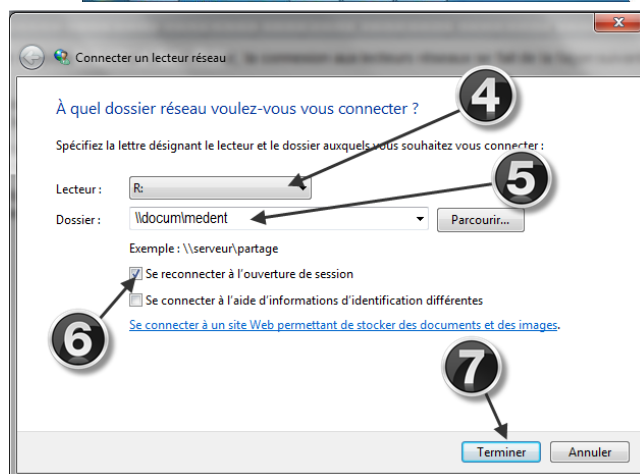 Connecter un lecteur réseau
À quel dossier réseau voulez-vous vous connecter ?
4
Spécifiez la lettre désignant le lecteur et le dossier auxquels vous souhaitez vous connecter :
Lecteur : R:
5
Dossier : \\docum\medent Parcourir...
Exemple : \\serveur\partage
Se reconnecter à l'ouverture de session
Se connecter à l'aide d'informations d'identification différentes
6
Se connecter à un site Web permettant de stocker des documents et des images.
7
Terminer Annuler